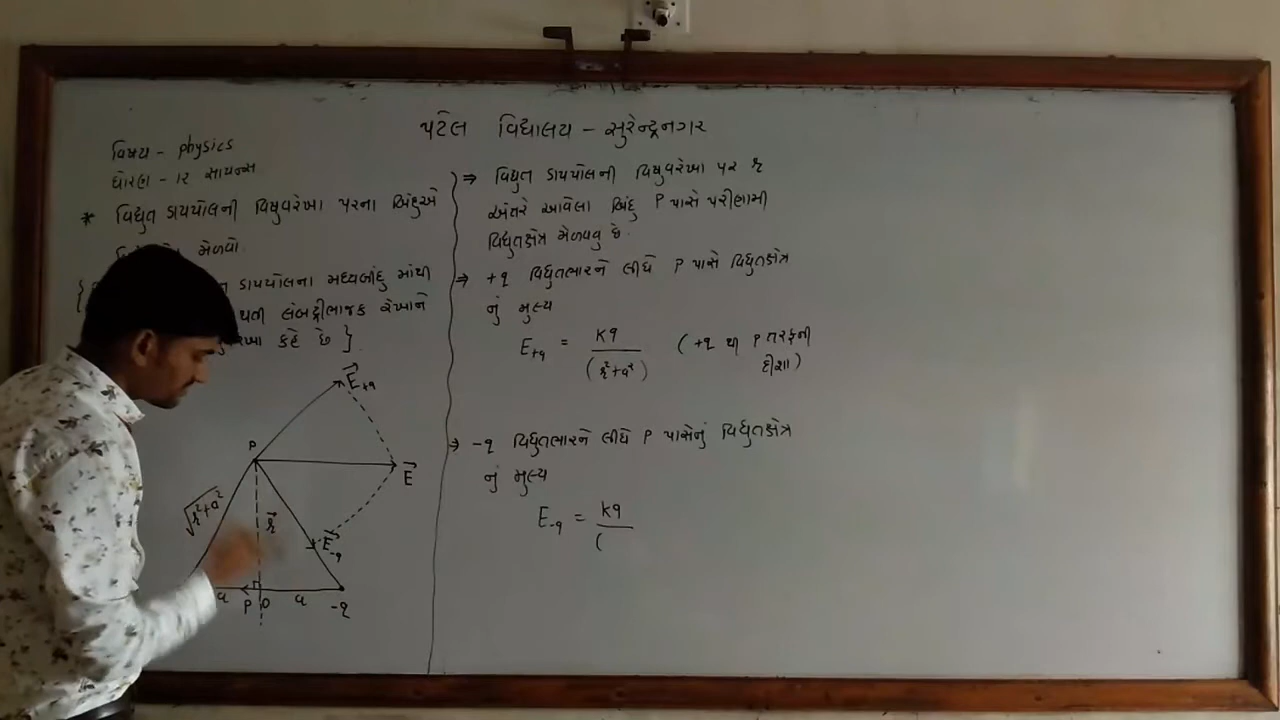 પટેલ વિદ્યાલય – સુરેન્દ્રનગર
વિષય – physics
ધોરણ – ૧૨ સાયન્સ
* વિદ્યુત ડાયપોલની વિષુવરેખા પરના બિંદુએ
મેળવો.
ડાયપોલના મધ્યબીંદુ માંથી
થતી લંબદ્વીભાજક રેખાને
કહે છે }
E⃗+q
P
E⃗
√r²+a²
r⃗
E⃗-q
a P O a -q
⇒ વિદ્યુત ડાયપોલની વિષુવરેખા પર r
અંતરે આવેલા બિંદુ P પાસે પરીણામી
વિદ્યુતક્ષેત્ર મેળવવુ છે.
⇒ +q વિદ્યુતભારને લીધે P પાસે વિદ્યુતક્ષેત્ર
નું મુલ્ય
E+q = kq / (r²+a²) (+q થી P તરફની દીશા)
⇒ -q વિદ્યુતભારને લીધે P પાસેનું વિદ્યુતક્ષેત્ર
નું મુલ્ય
E-q = kq / (